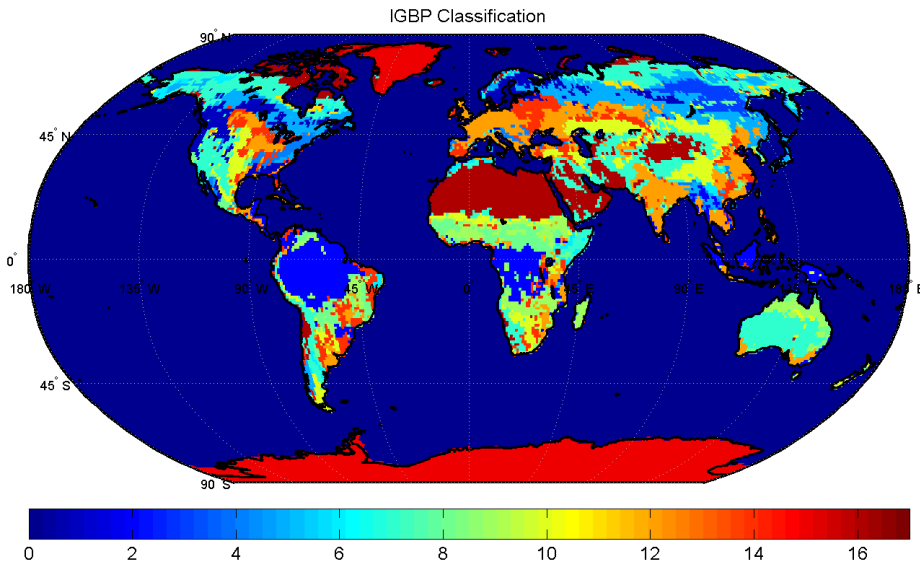 IGBP Classification
90° N
45° N
0°
180° W 135° W 90° W 45° W 0 45° E 90° E 135° E 180° E
45° S
90° S
0 2 4 6 8 10 12 14 16